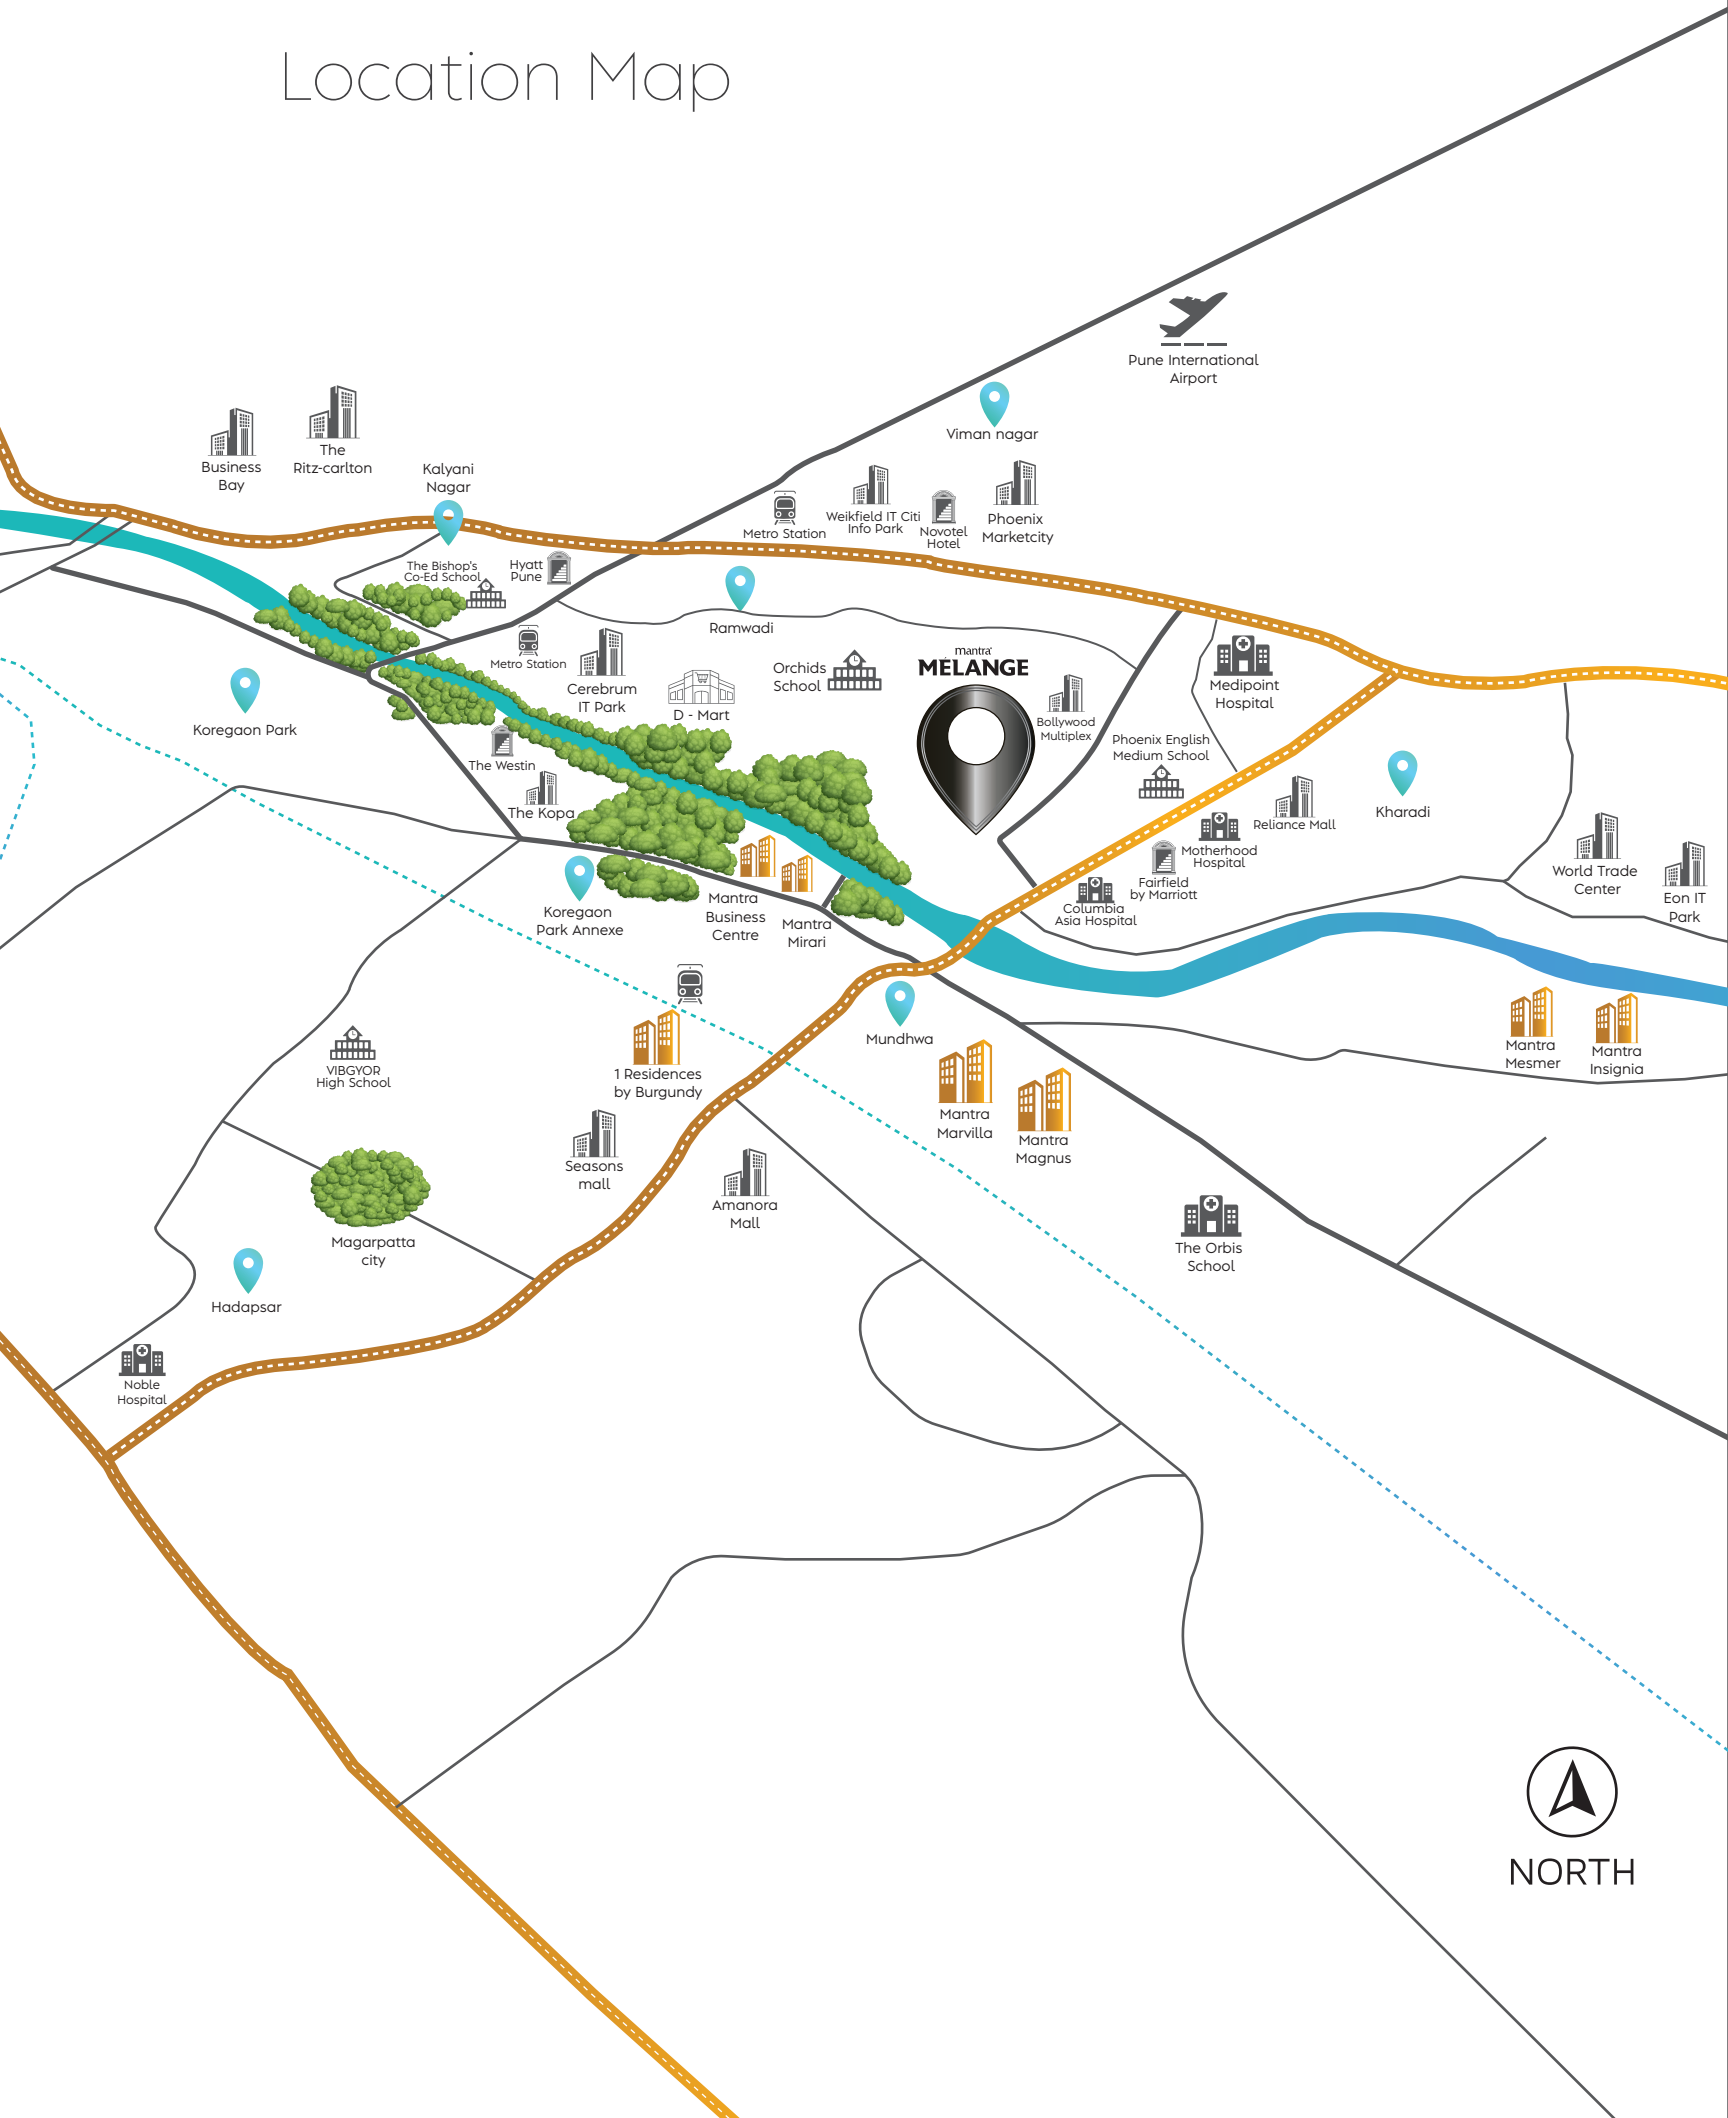 Location Map
Pune International
Airport
Viman nagar
The
Ritz-carlton
Business
Bay
Kalyani
Nagar
Metro Station
Weikfield IT Citi
Info Park
Novotel
Hotel
Phoenix
Marketcity
The Bishop's
Co-Ed School
Hyatt
Pune
Ramwadi
Metro Station
Cerebrum
IT Park
D - Mart
Orchids
School
mantra
MÉLANGE
Bollywood
Multiplex
Medipoint
Hospital
Phoenix English
Medium School
Koregaon Park
The Westin
The Kopa
Reliance Mall
Kharadi
Motherhood
Hospital
Fairfield
by Marriott
Columbia
Asia Hospital
World Trade
Center
Eon IT
Park
Koregaon
Park Annexe
Mantra
Business
Centre
Mantra
Mirari
Mundhwa
Mantra
Mesmer
Mantra
Insignia
VIBGYOR
High School
1 Residences
by Burgundy
Mantra
Marvilla
Mantra
Magnus
Seasons
mall
Amanora
Mall
Magarpatta
city
The Orbis
School
Hadapsar
Noble
Hospital
NORTH